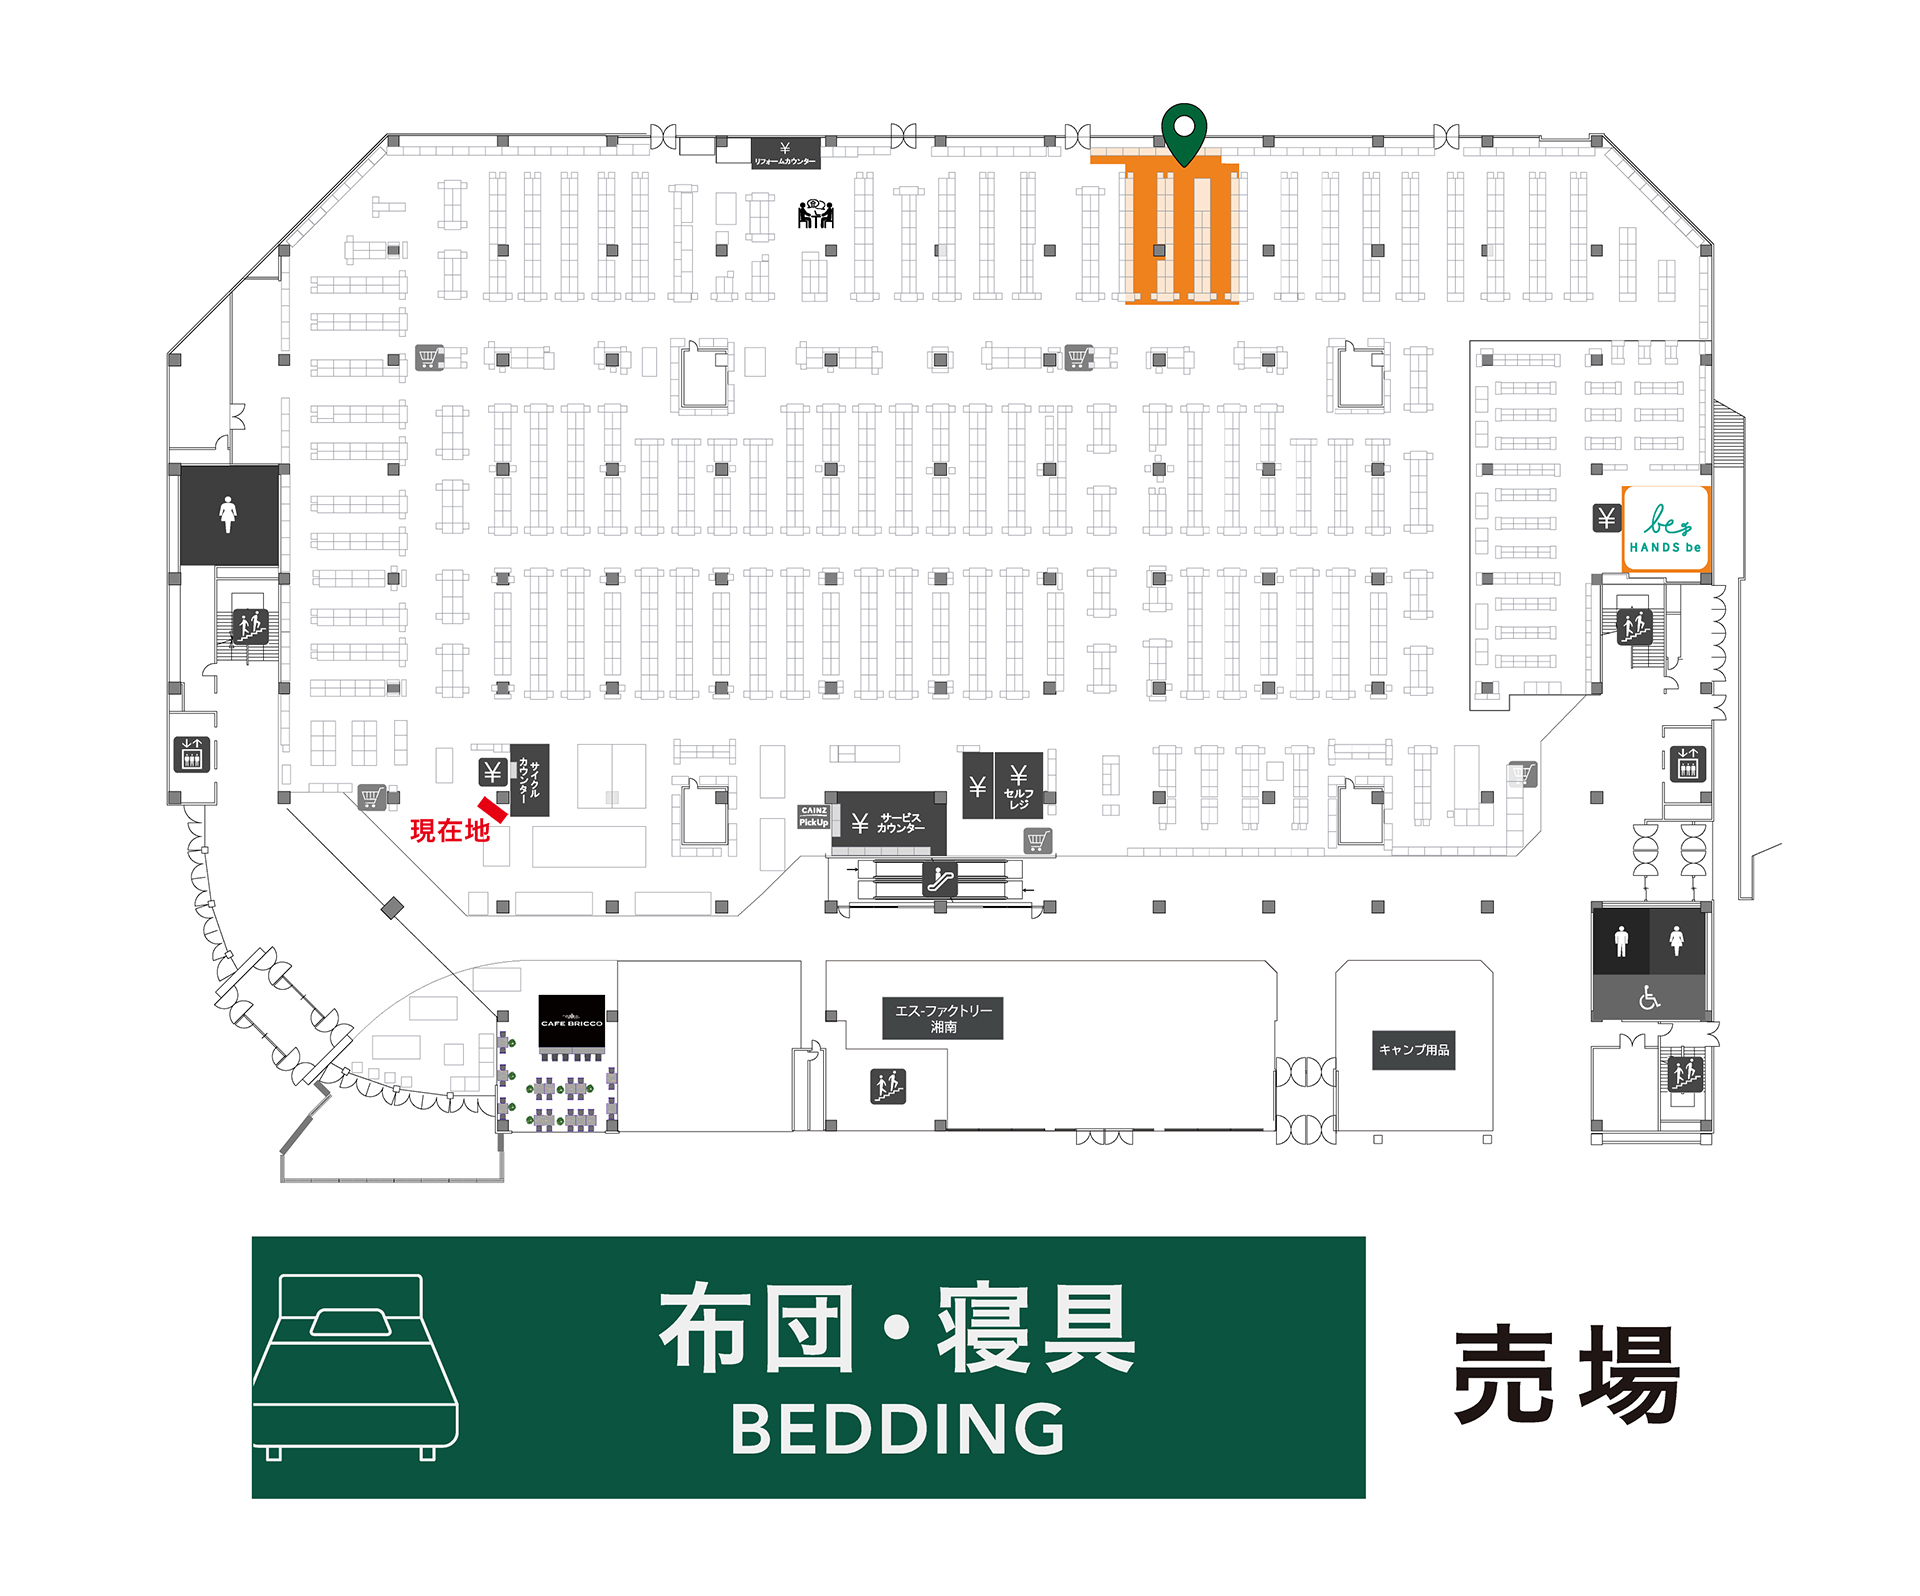 ¥
リフォームカウンター
¥
be
HANDS be
¥
サイクル
カウンター
現在地
CAINZ
PickUp
¥ サービス
カウンター
¥
¥
セルフ
レジ
CAFE BRICCO
エス-ファクトリー
湘南
キャンプ用品
布団・寝具
BEDDING
売場